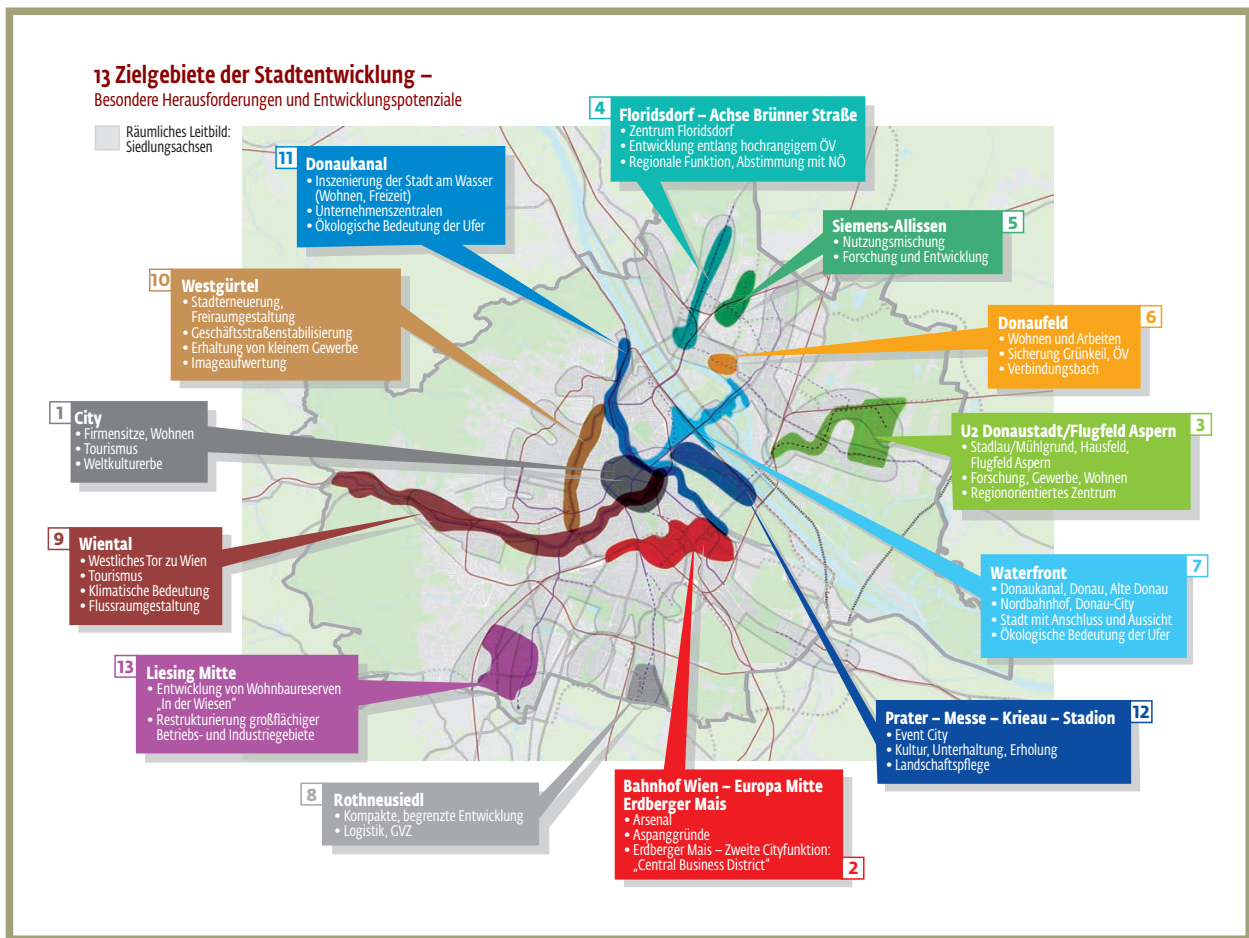 13 Zielgebiete der Stadtentwicklung –
Besondere Herausforderungen und Entwicklungspotenziale
Räumliches Leitbild:
Siedlungsachsen
4
Floridsdorf – Achse Brünner Straße
• Zentrum Floridsdorf
• Entwicklung entlang hochrangigem ÖV
• Regionale Funktion, Abstimmung mit NÖ
11
Donaukanal
• Inszenierung der Stadt am Wasser
(Wohnen, Freizeit)
• Unternehmenszentralen
• Ökologische Bedeutung der Ufer
5
Siemens-Allissen
• Nutzungsmischung
• Forschung und Entwicklung
10
Westgürtel
• Stadterneuerung,
Freiraumgestaltung
• Geschäftsstraßenstabilisierung
• Erhaltung von kleinem Gewerbe
• Imageaufwertung
6
Donaufeld
• Wohnen und Arbeiten
• Sicherung Grünkeil, ÖV
• Verbindungsbach
1
City
• Firmensitze, Wohnen
• Tourismus
• Weltkulturerbe
3
U2 Donaustadt/Flugfeld Aspern
• Stadlau/Mühlgrund, Hausfeld,
Flugfeld Aspern
• Forschung, Gewerbe, Wohnen
• Regionorientiertes Zentrum
9
Wiental
• Westliches Tor zu Wien
• Tourismus
• Klimatische Bedeutung
• Flussraumgestaltung
7
Waterfront
• Donaukanal, Donau, Alte Donau
• Nordbahnhof, Donau-City
• Stadt mit Anschluss und Aussicht
• Ökologische Bedeutung der Ufer
13
Liesing Mitte
• Entwicklung von Wohnbaureserven
„In der Wiesen“
• Restrukturierung großflächiger
Betriebs- und Industriegebiete
12
Prater – Messe – Krieau – Stadion
• Event City
• Kultur, Unterhaltung, Erholung
• Landschaftspflege
8
Rothneusiedl
• Kompakte, begrenzte Entwicklung
• Logistik, GVZ
Bahnhof Wien – Europa Mitte
Erdberger Mais
• Arsenal
• Aspanggründe
• Erdberger Mais – Zweite Cityfunktion:
„Central Business District“
2